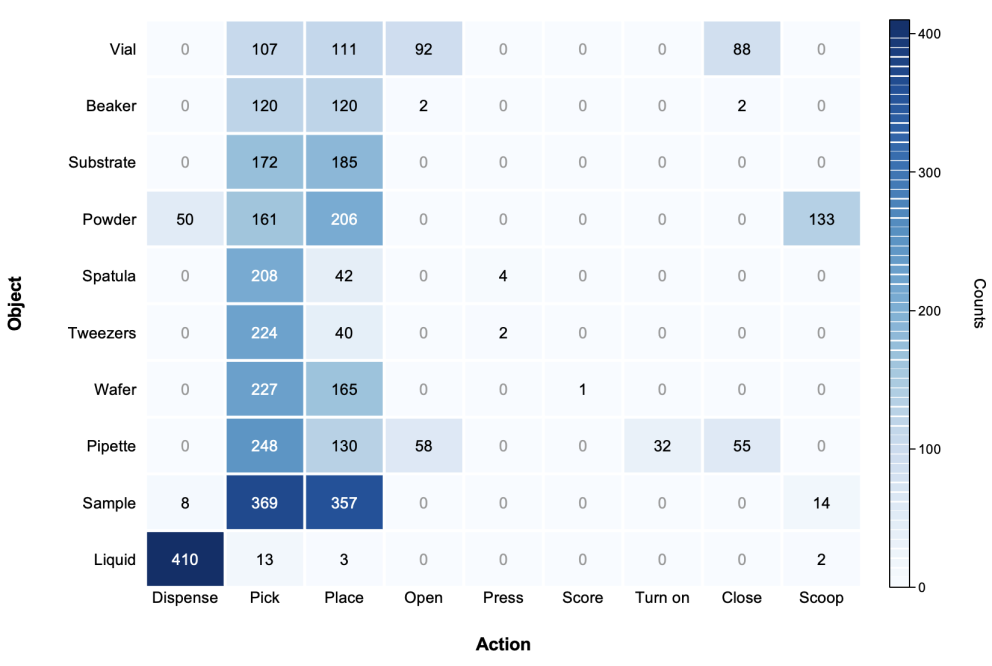 Vial 0 107 111 92 0 0 0 88 0
Beaker 0 120 120 2 0 0 0 2 0
Substrate 0 172 185 0 0 0 0 0 0
Powder 50 161 206 0 0 0 0 0 133
Spatula 0 208 42 0 4 0 0 0 0
Tweezers 0 224 40 0 2 0 0 0 0
Wafer 0 227 165 0 0 1 0 0 0
Pipette 0 248 130 58 0 0 32 55 0
Sample 8 369 357 0 0 0 0 0 14
Liquid 410 13 3 0 0 0 0 0 2
Dispense Pick Place Open Press Score Turn on Close Scoop
Action
Object
400
300
200
100
0
Counts